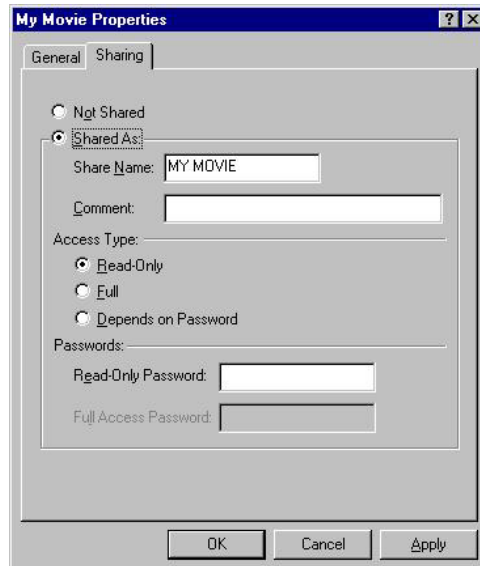 My Movie Properties
General Sharing
Not Shared
Shared As:
Share Name: MY MOVIE
Comment:
Access Type:
Read-Only
Full
Depends on Password
Passwords:
Read-Only Password:
Full Access Password:
OK Cancel Apply